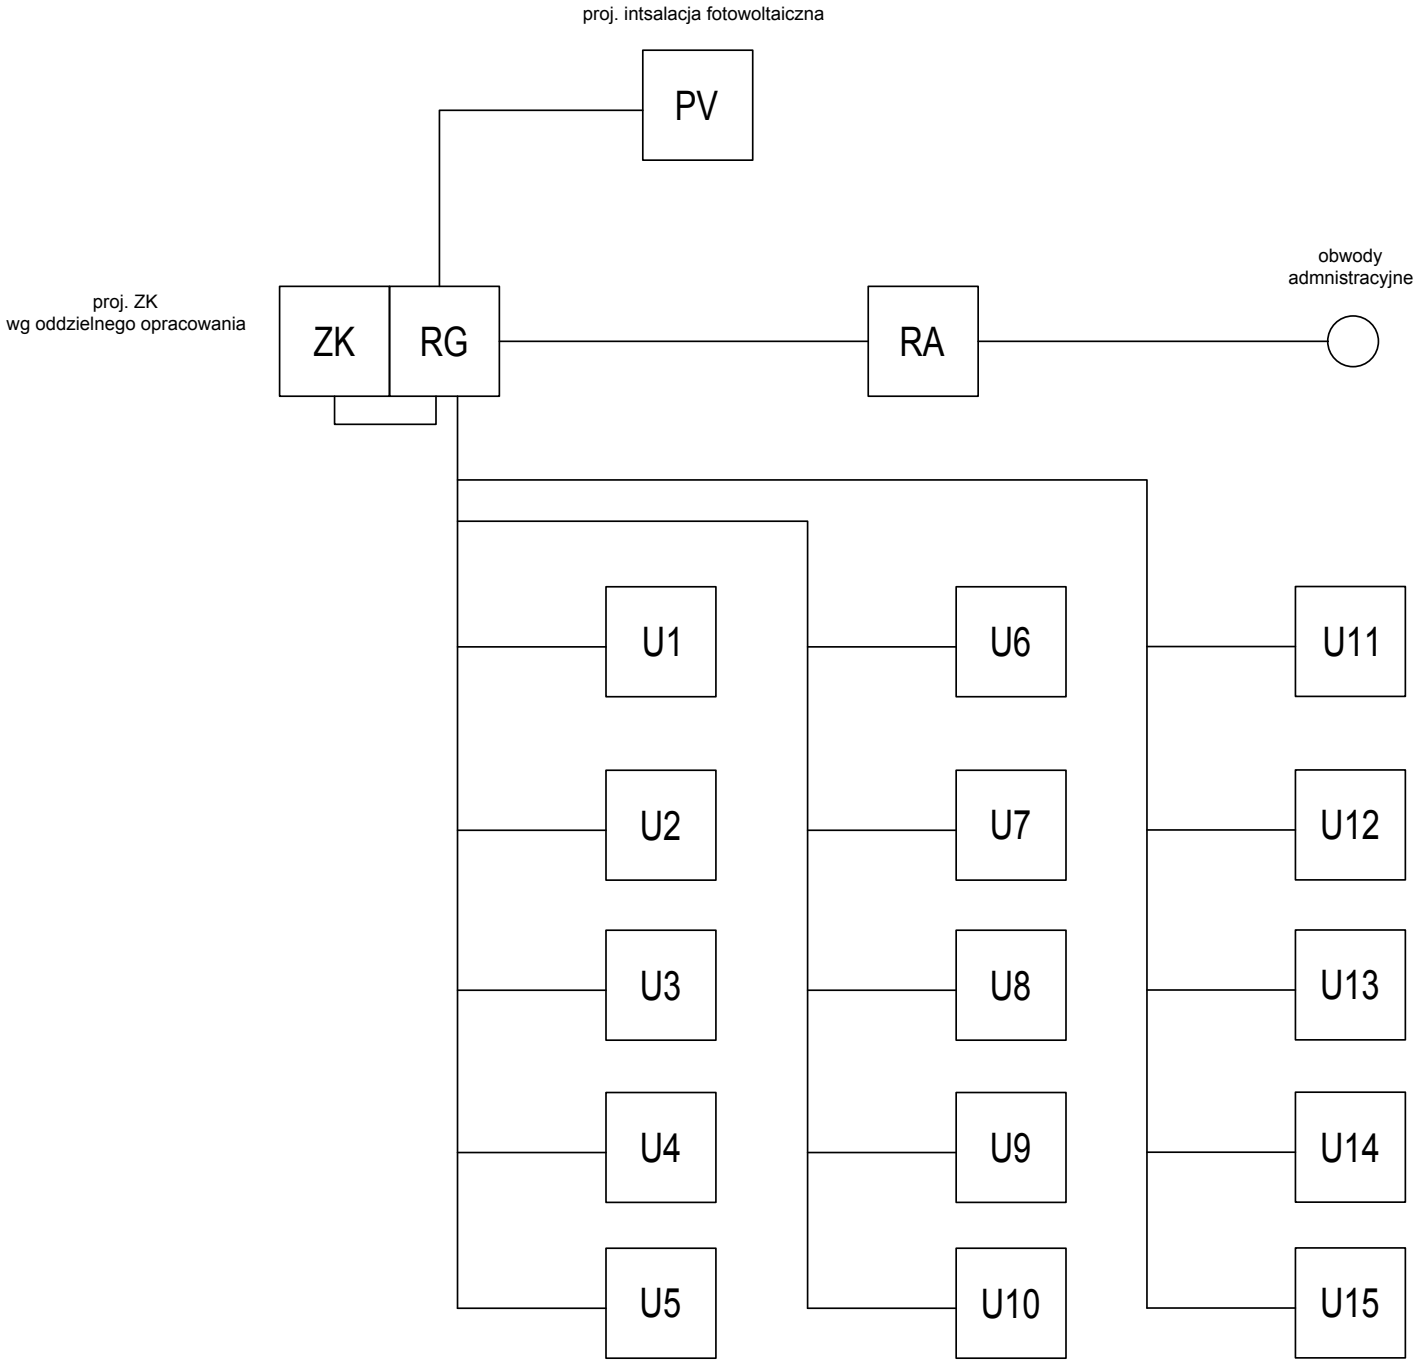 proj. intsalacja fotowoltaiczna
PV
obwody
admnistracyjne
proj. ZK
wg oddzielnego opracowania
ZK
RG
RA
U1
U6
U11
U2
U7
U12
U3
U8
U13
U4
U9
U14
U5
U10
U15